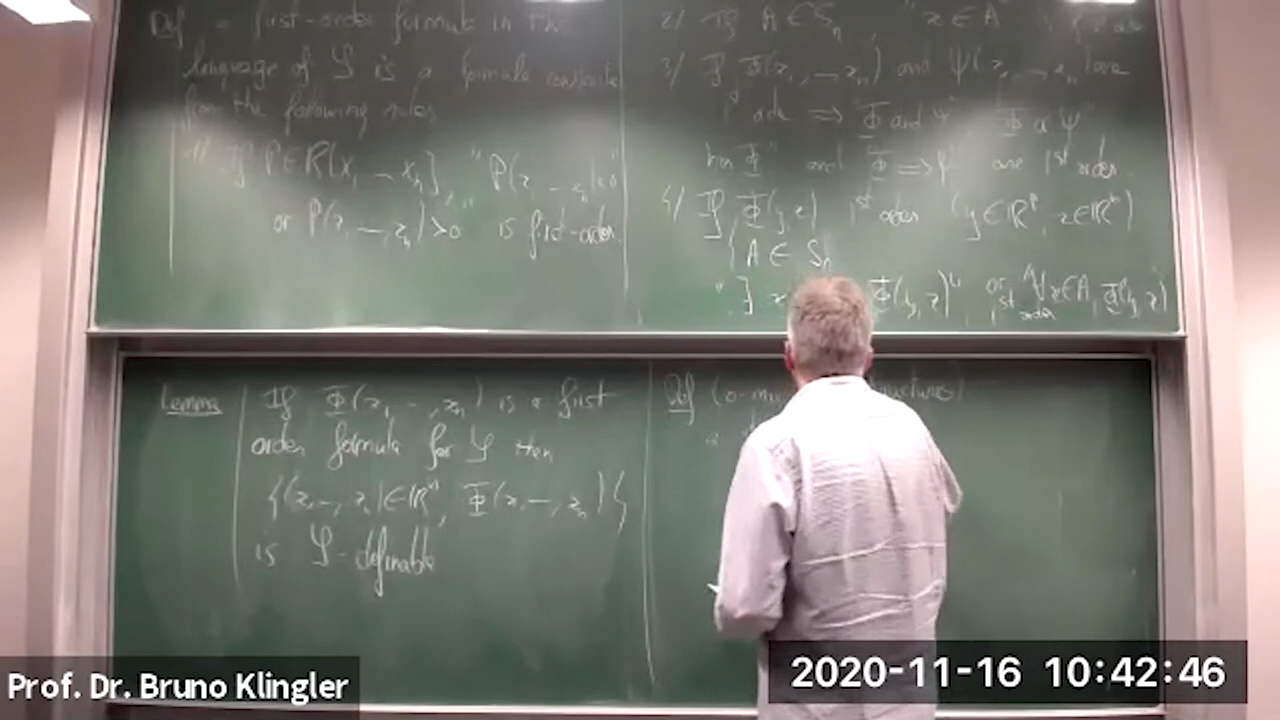 Def first-order formula in the
language of 𝒮 is a formula
from the following rules
1/ If P∈R[x₁ — xₙ], "P(x₁ — xₙ)=0"
or P(x₁ —, xₙ)>0 is first-order.
2/ If A ∈ Sₙ "x ∈ A"
3/ If Φ(x₁, — xₙ) and Ψ(x₁, — xₙ) are
⟹ "Φ and Ψ", "Φ or Ψ"
Φ" and Φ ⟹ Ψ are 1st order.
4/ If Φ(y, x) 1st order (y∈ℝᵖ, x∈ℝⁿ)
A ∈ Sₙ
"∃ Φ(y, x)" or ∀x∈A, Φ(y, x)
1st order
Lemma If Φ(x₁, –, xₙ) is a first
order formula for 𝒮 then
{(x₁, –, xₙ)∈ℝⁿ, Φ(x₁ –, xₙ)}
is 𝒮-definable
Def
a
Prof. Dr. Bruno Klingler
2020-11-16 10:42:46